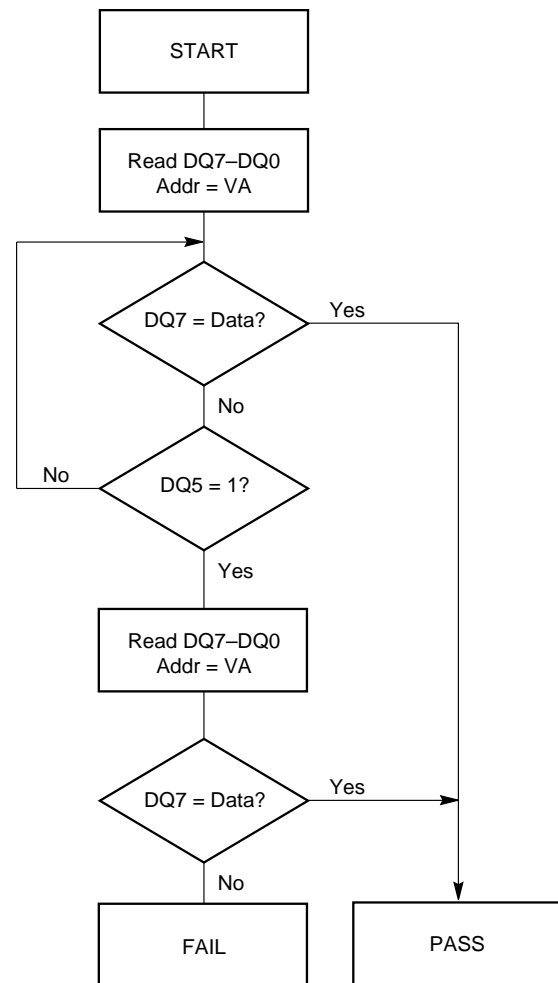 START
Read DQ7–DQ0
Addr = VA
DQ7 = Data?
Yes
No
No
DQ5 = 1?
Yes
Read DQ7–DQ0
Addr = VA
DQ7 = Data?
Yes
No
FAIL
PASS